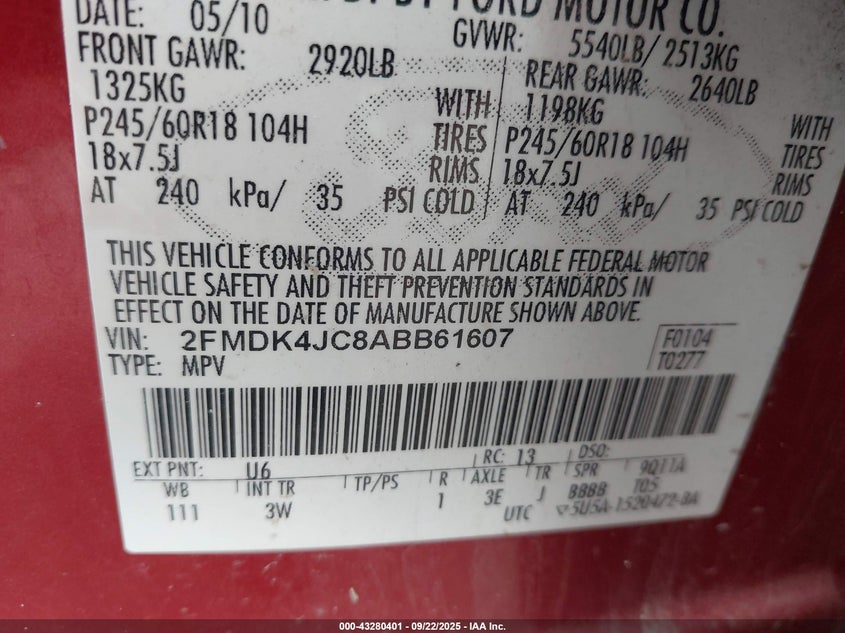 FORD MOTOR CO.
DATE: 05/10 GVWR: 5540LB/ 2513KG
FRONT GAWR: 2920LB REAR GAWR: 2640LB
1325KG WITH 1198KG WITH
P245/60R18 104H TIRES P245/60R18 104H TIRES
18x7.5J RIMS 18x7.5J RIMS
AT 240 kPa/ 35 PSI COLD AT 240 kPa/ 35 PSI COLD
THIS VEHICLE CONFORMS TO ALL APPLICABLE FEDERAL MOTOR
VEHICLE SAFETY AND THEFT PREVENTION STANDARDS IN
EFFECT ON THE DATE OF MANUFACTURE SHOWN ABOVE.
VIN: 2FMDK4JC8ABB61607 F0104
TYPE: MPV T0277
EXT PNT: U6 RC: 13 DSO:
WB INT TR TP/PS R AXLE TR SPR 9Q11A
111 3W 1 3E J BBBB T05
UTC 5U5A-1520472-BA
000-43280401 - 09/22/2025 - IAA Inc.